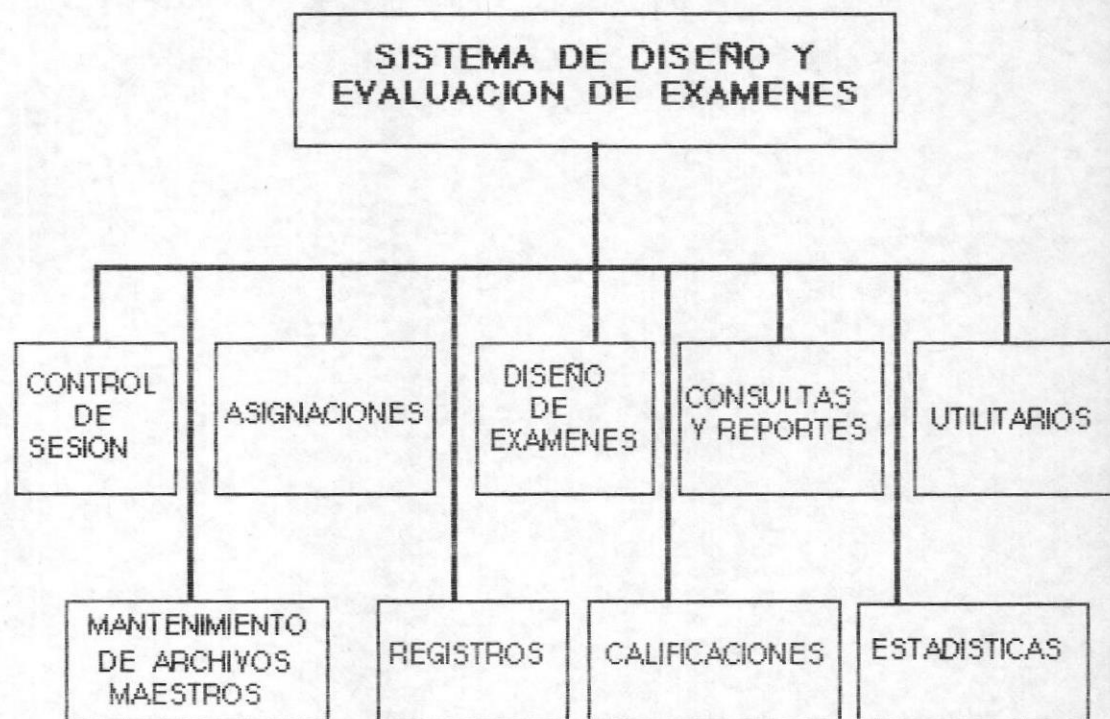 SISTEMA DE DISEÑO Y
EVALUACION DE EXAMENES
CONTROL
DE
SESION
ASIGNACIONES
DISEÑO
DE
EXAMENES
CONSULTAS
Y REPORTES
UTILITARIOS
MANTENIMIENTO
DE ARCHIVOS
MAESTROS
REGISTROS
CALIFICACIONES
ESTADISTICAS